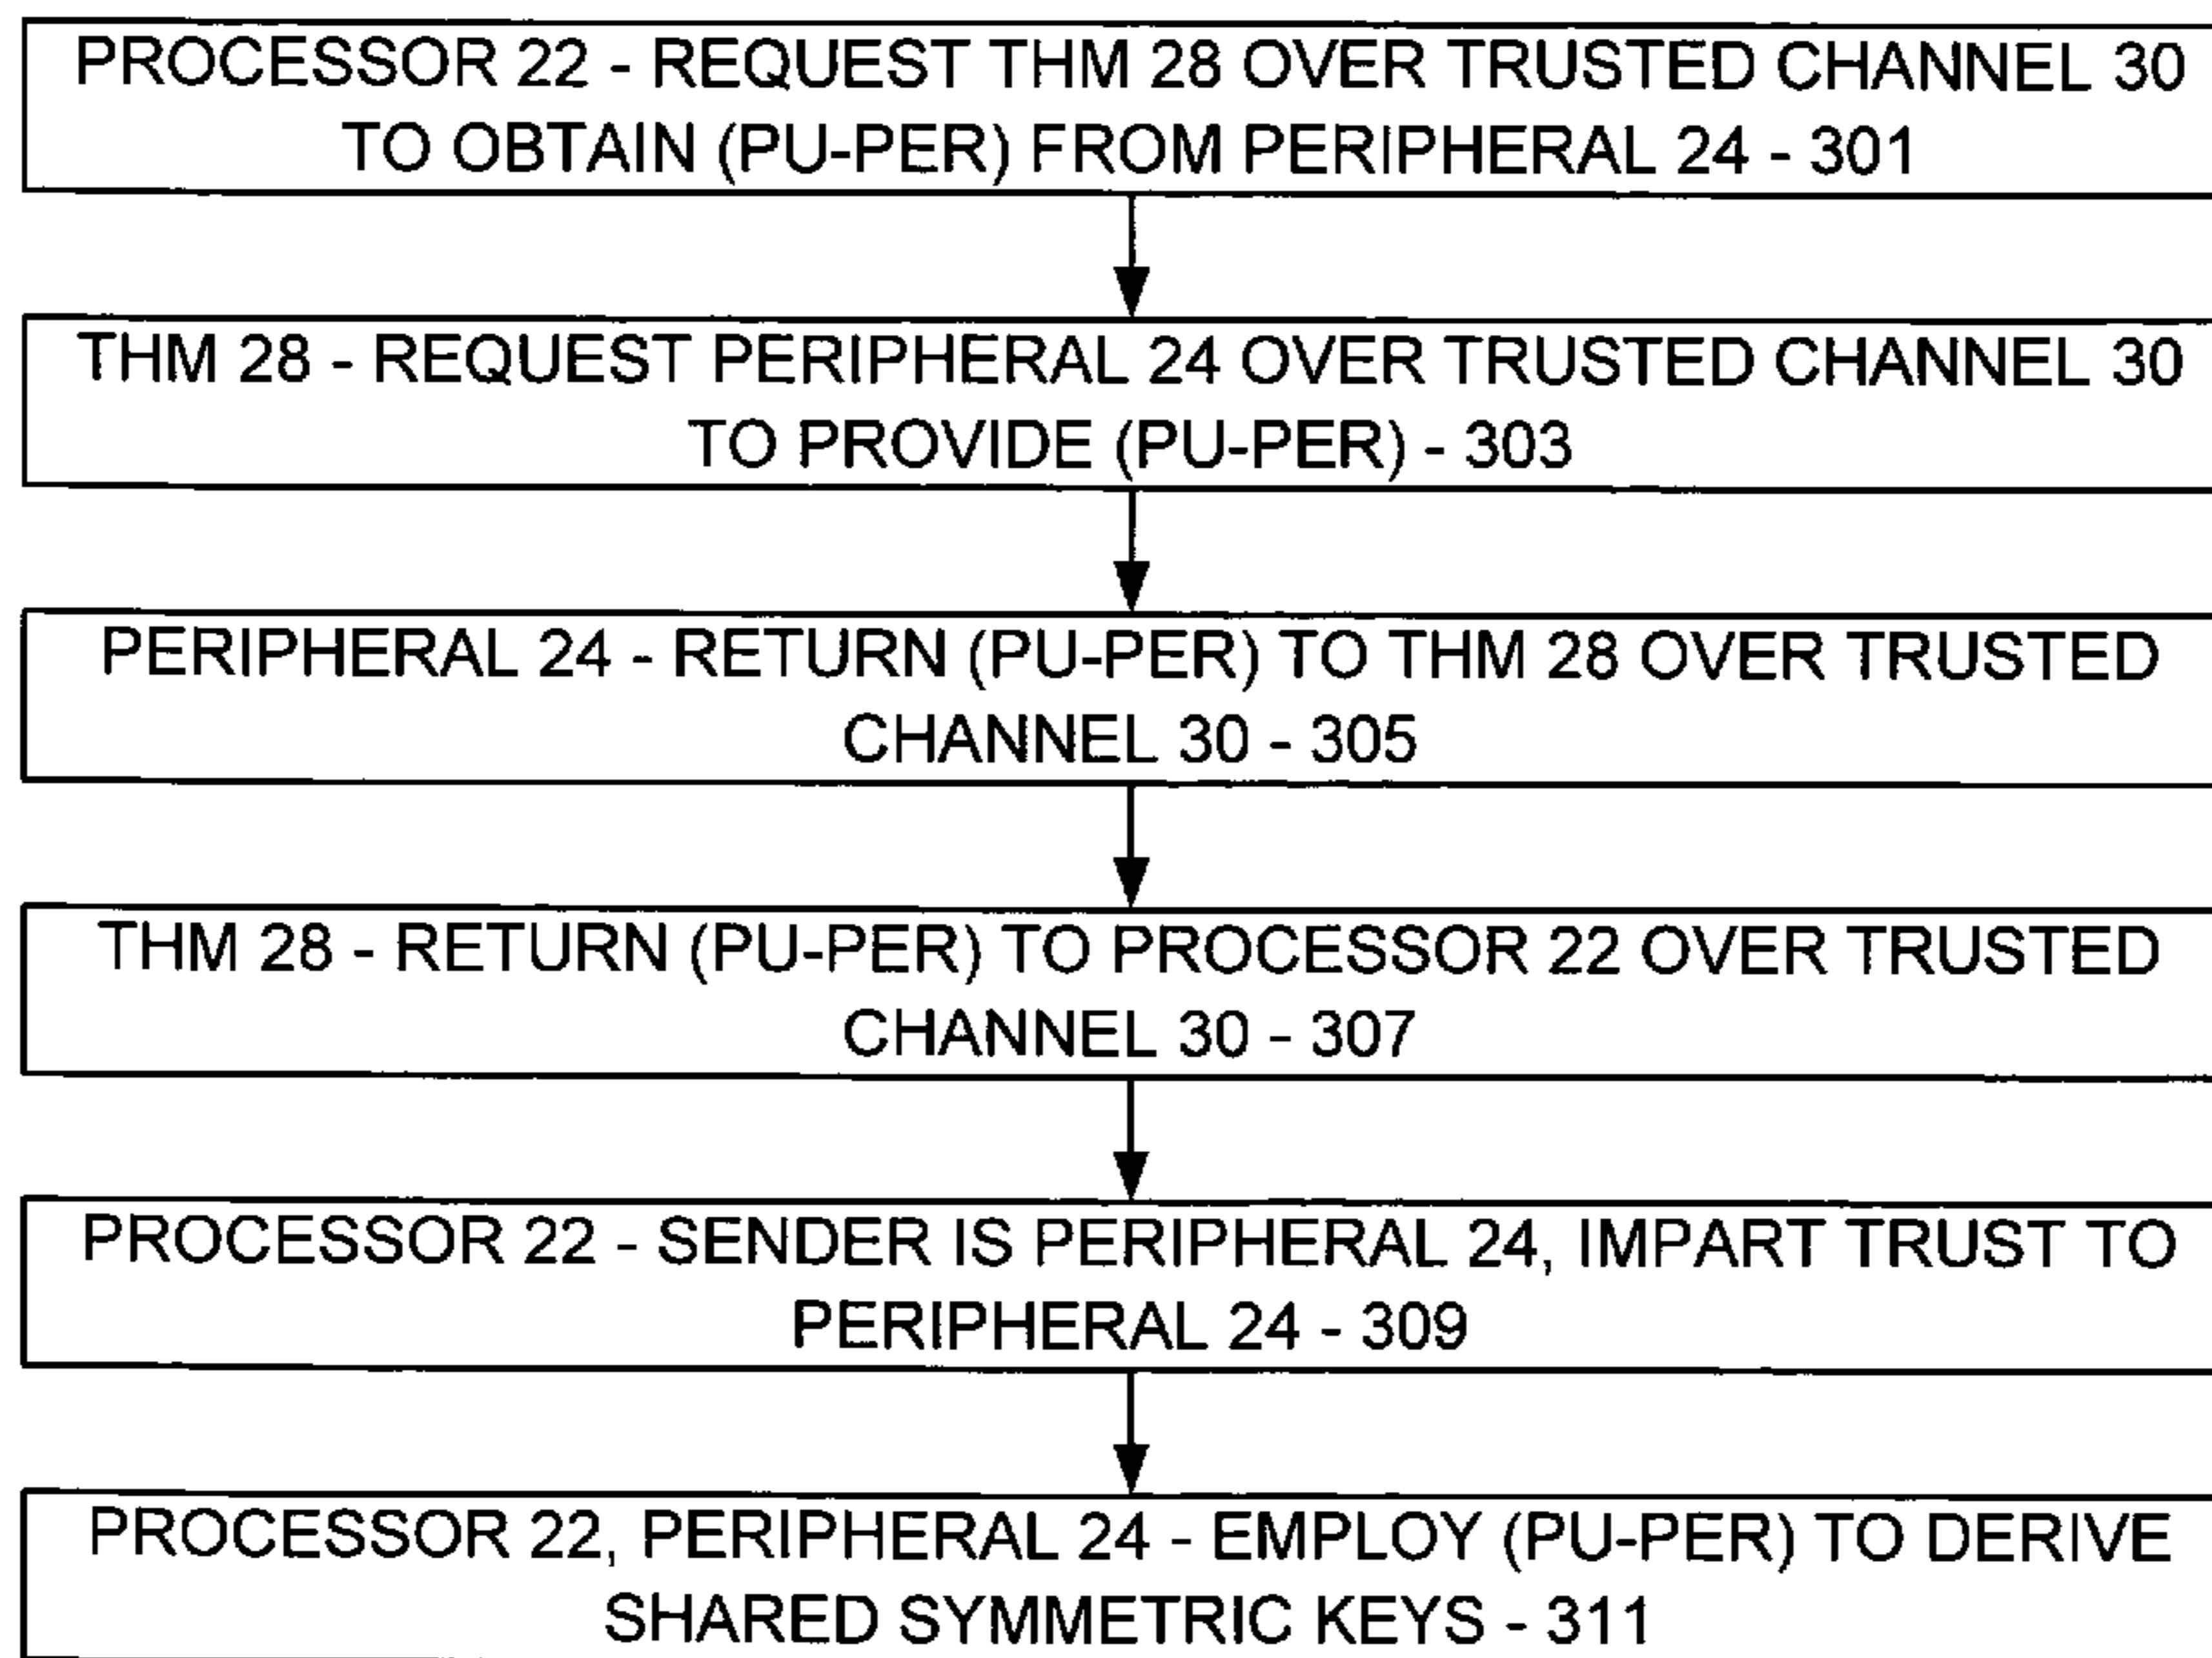 PROCESSOR 22 - REQUEST THM 28 OVER TRUSTED CHANNEL 30
TO OBTAIN (PU-PER) FROM PERIPHERAL 24 - 301
THM 28 - REQUEST PERIPHERAL 24 OVER TRUSTED CHANNEL 30
TO PROVIDE (PU-PER) - 303
PERIPHERAL 24 - RETURN (PU-PER) TO THM 28 OVER TRUSTED
CHANNEL 30 - 305
THM 28 - RETURN (PU-PER) TO PROCESSOR 22 OVER TRUSTED
CHANNEL 30 - 307
PROCESSOR 22 - SENDER IS PERIPHERAL 24, IMPART TRUST TO
PERIPHERAL 24 - 309
PROCESSOR 22, PERIPHERAL 24 - EMPLOY (PU-PER) TO DERIVE
SHARED SYMMETRIC KEYS - 311